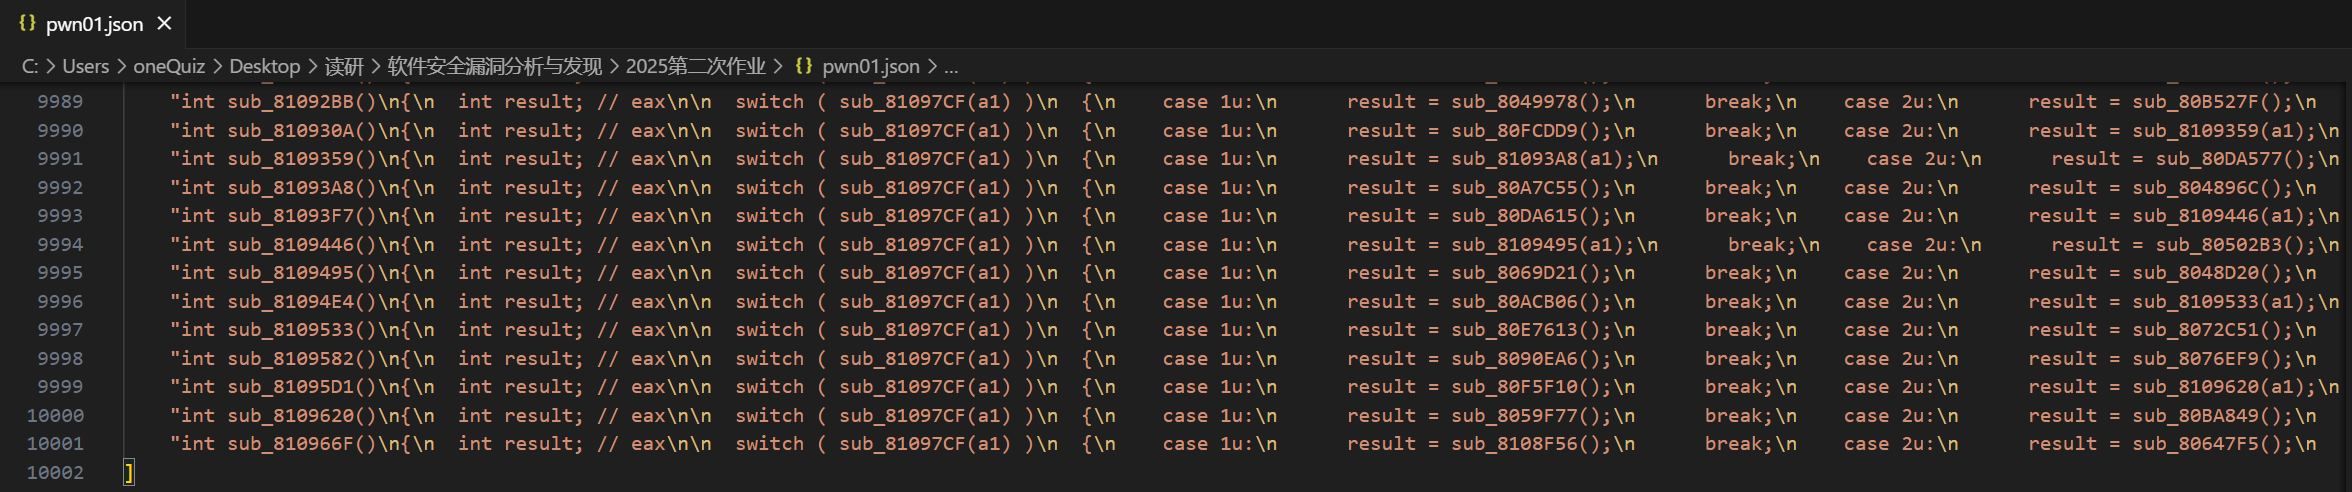 {} pwn01.json ×
C: > Users > oneQuiz > Desktop > 读研 > 软件安全漏洞分析与发现 > 2025第二次作业 > {} pwn01.json > ...
9989 "int sub_81092BB()\n{\n  int result; // eax\n\n  switch ( sub_81097CF(a1) )\n  {\n    case 1u:\n      result = sub_8049978();\n      break;\n    case 2u:\n      result = sub_80B527F();\n
9990 "int sub_810930A()\n{\n  int result; // eax\n\n  switch ( sub_81097CF(a1) )\n  {\n    case 1u:\n      result = sub_80FCDD9();\n      break;\n    case 2u:\n      result = sub_8109359(a1);\n
9991 "int sub_8109359()\n{\n  int result; // eax\n\n  switch ( sub_81097CF(a1) )\n  {\n    case 1u:\n      result = sub_81093A8(a1);\n      break;\n    case 2u:\n      result = sub_80DA577();\n
9992 "int sub_81093A8()\n{\n  int result; // eax\n\n  switch ( sub_81097CF(a1) )\n  {\n    case 1u:\n      result = sub_80A7C55();\n      break;\n    case 2u:\n      result = sub_804896C();\n
9993 "int sub_81093F7()\n{\n  int result; // eax\n\n  switch ( sub_81097CF(a1) )\n  {\n    case 1u:\n      result = sub_80DA615();\n      break;\n    case 2u:\n      result = sub_8109446(a1);\n
9994 "int sub_8109446()\n{\n  int result; // eax\n\n  switch ( sub_81097CF(a1) )\n  {\n    case 1u:\n      result = sub_8109495(a1);\n      break;\n    case 2u:\n      result = sub_80502B3();\n
9995 "int sub_8109495()\n{\n  int result; // eax\n\n  switch ( sub_81097CF(a1) )\n  {\n    case 1u:\n      result = sub_8069D21();\n      break;\n    case 2u:\n      result = sub_8048D20();\n
9996 "int sub_81094E4()\n{\n  int result; // eax\n\n  switch ( sub_81097CF(a1) )\n  {\n    case 1u:\n      result = sub_80ACB06();\n      break;\n    case 2u:\n      result = sub_8109533(a1);\n
9997 "int sub_8109533()\n{\n  int result; // eax\n\n  switch ( sub_81097CF(a1) )\n  {\n    case 1u:\n      result = sub_80E7613();\n      break;\n    case 2u:\n      result = sub_8072C51();\n
9998 "int sub_8109582()\n{\n  int result; // eax\n\n  switch ( sub_81097CF(a1) )\n  {\n    case 1u:\n      result = sub_8090EA6();\n      break;\n    case 2u:\n      result = sub_8076EF9();\n
9999 "int sub_81095D1()\n{\n  int result; // eax\n\n  switch ( sub_81097CF(a1) )\n  {\n    case 1u:\n      result = sub_80F5F10();\n      break;\n    case 2u:\n      result = sub_8109620(a1);\n
10000 "int sub_8109620()\n{\n  int result; // eax\n\n  switch ( sub_81097CF(a1) )\n  {\n    case 1u:\n      result = sub_8059F77();\n      break;\n    case 2u:\n      result = sub_80BA849();\n
10001 "int sub_810966F()\n{\n  int result; // eax\n\n  switch ( sub_81097CF(a1) )\n  {\n    case 1u:\n      result = sub_8108F56();\n      break;\n    case 2u:\n      result = sub_80647F5();\n
10002 ]